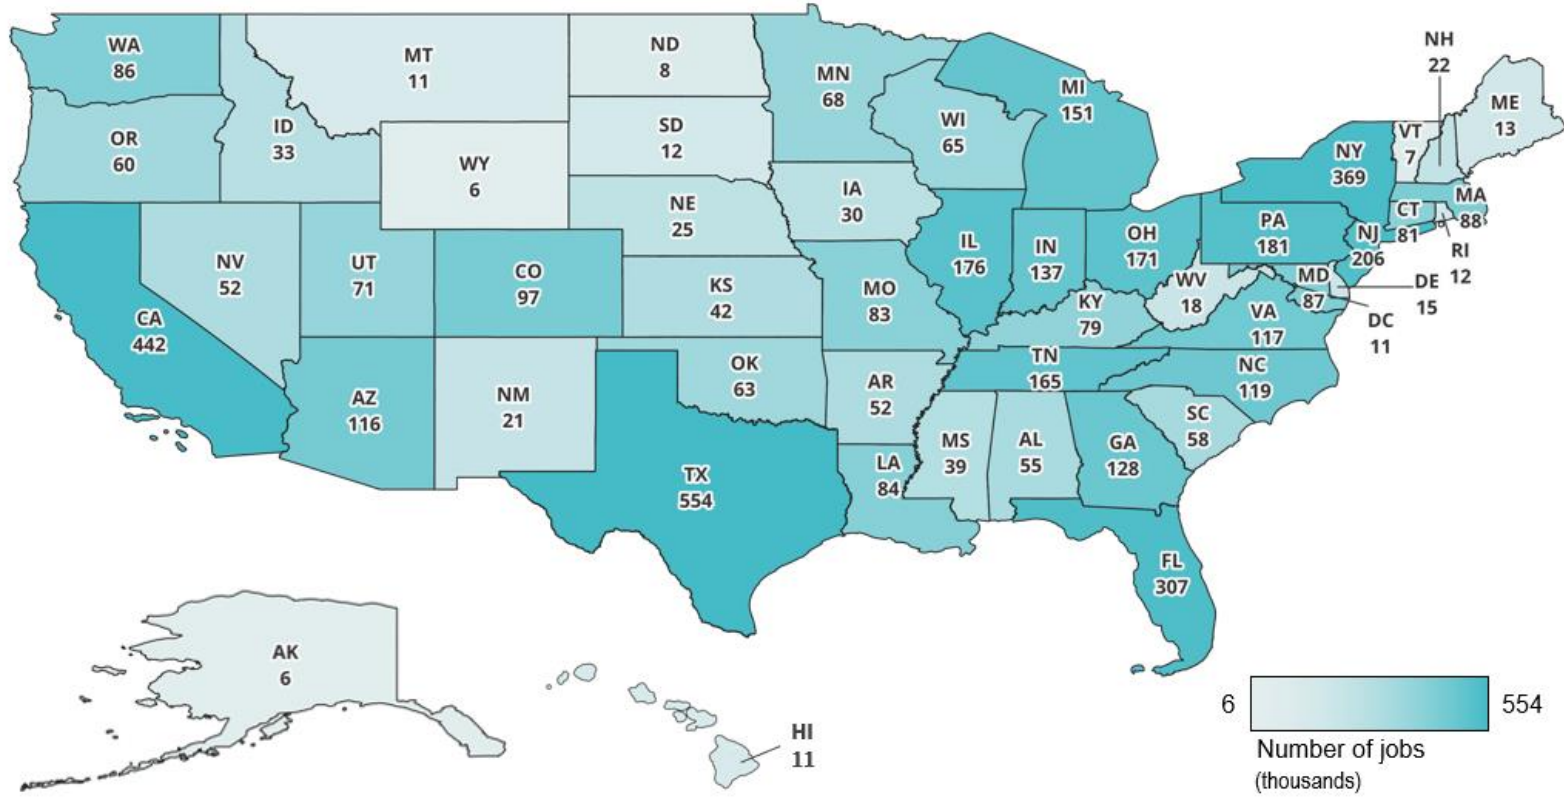 WA
86
MT
11
ND
8
MN
68
NH
22
ME
13
OR
60
ID
33
SD
12
WI
65
MI
151
VT
7
WY
6
NY
369
NE
25
IA
30
MA
88
CT
81
NV
52
UT
71
CO
97
KS
42
MO
83
IL
176
IN
137
OH
171
PA
181
NJ
206
RI
12
WV
18
MD
87
DE
15
DC
11
CA
442
KY
79
VA
117
AZ
116
NM
21
OK
63
AR
52
TN
165
NC
119
TX
554
LA
84
MS
39
AL
55
GA
128
SC
58
FL
307
AK
6
HI
11
6
554
Number of jobs
(thousands)